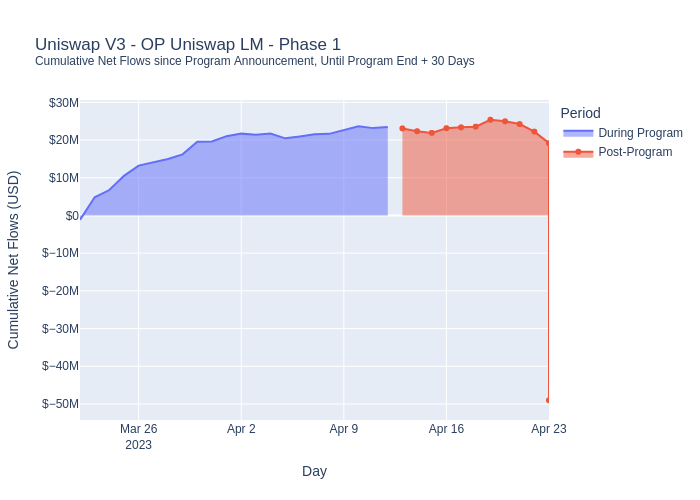 Uniswap V3 - OP Uniswap LM - Phase 1
Cumulative Net Flows since Program Announcement, Until Program End + 30 Days
Period
During Program
Post-Program
Cumulative Net Flows (USD)
$30M
$20M
$10M
$0
$−10M
$−20M
$−30M
$−40M
$−50M
Mar 26
2023
Apr 2
Apr 9
Apr 16
Apr 23
Day